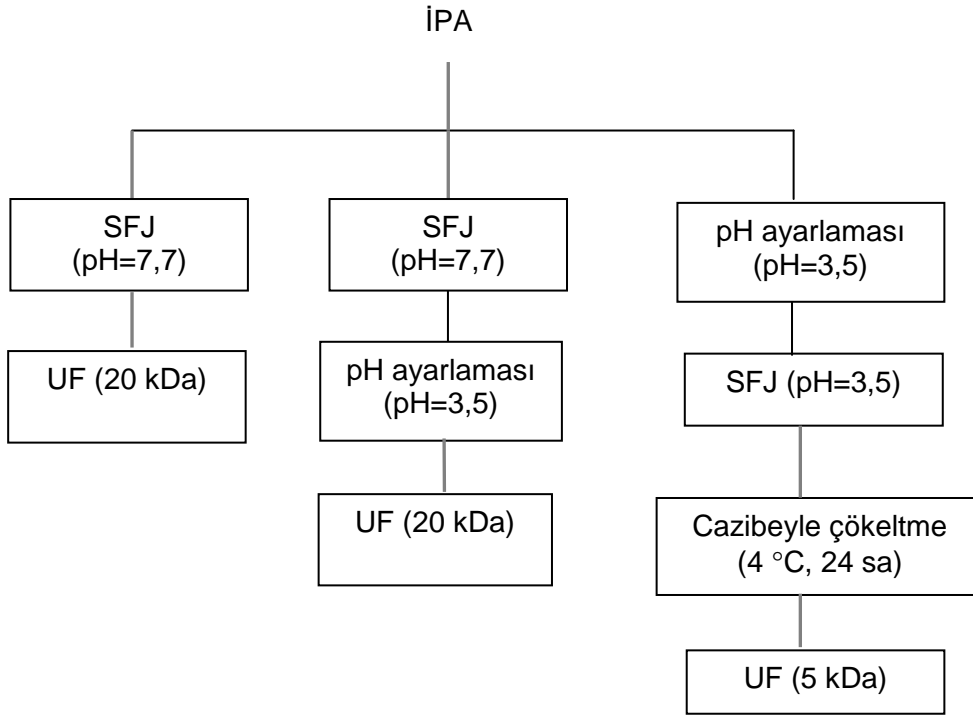 İPA
SFJ
(pH=7,7)
UF (20 kDa)
SFJ
(pH=7,7)
pH ayarlaması
(pH=3,5)
UF (20 kDa)
pH ayarlaması
(pH=3,5)
SFJ (pH=3,5)
Cazibeyle çökeltme
(4 °C, 24 sa)
UF (5 kDa)